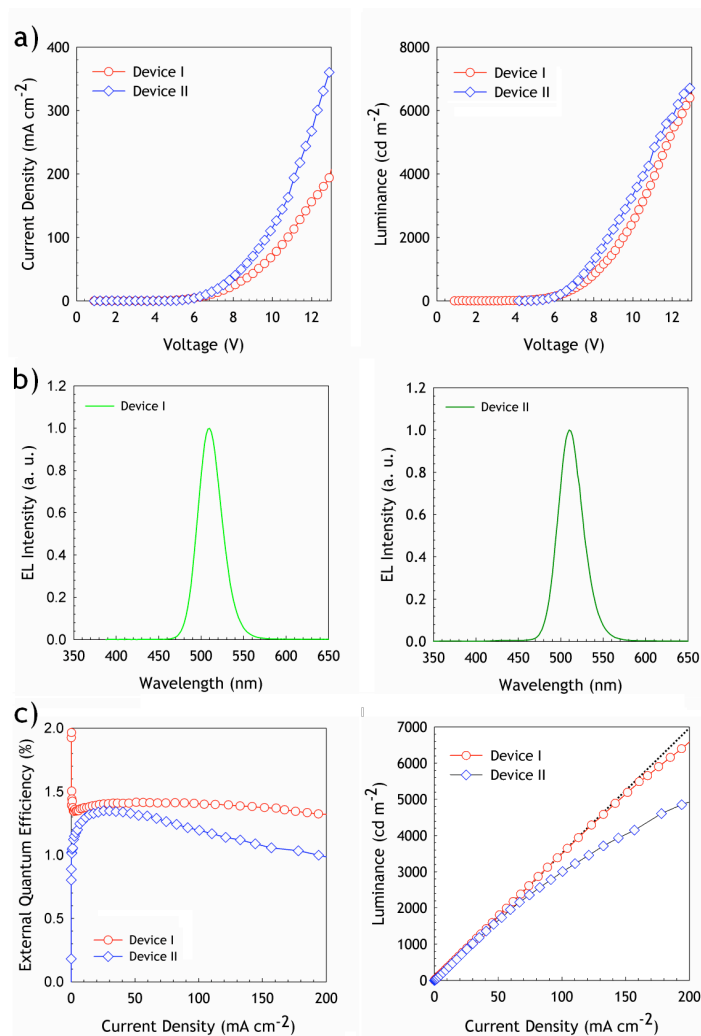 a)
400
300
200
100
0
Current Density (mA cm-2)
Device I
Device II
0 2 4 6 8 10 12
Voltage (V)
8000
6000
4000
2000
0
Luminance (cd m-2)
Device I
Device II
0 2 4 6 8 10 12
Voltage (V)
b)
1.2
1.0
0.8
0.6
0.4
0.2
0.0
EL Intensity (a. u.)
Device I
350 400 450 500 550 600 650
Wavelength (nm)
1.2
1.0
0.8
0.6
0.4
0.2
0.0
EL Intensity (a. u.)
Device II
350 400 450 500 550 600 650
Wavelength (nm)
c)
2.0
1.5
1.0
0.5
0.0
External Quantum Efficiency (%)
Device I
Device II
0 50 100 150 200
Current Density (mA cm-2)
7000
6000
5000
4000
3000
2000
1000
0
Luminance (cd m-2)
Device I
Device II
0 50 100 150 200
Current Density (mA cm-2)